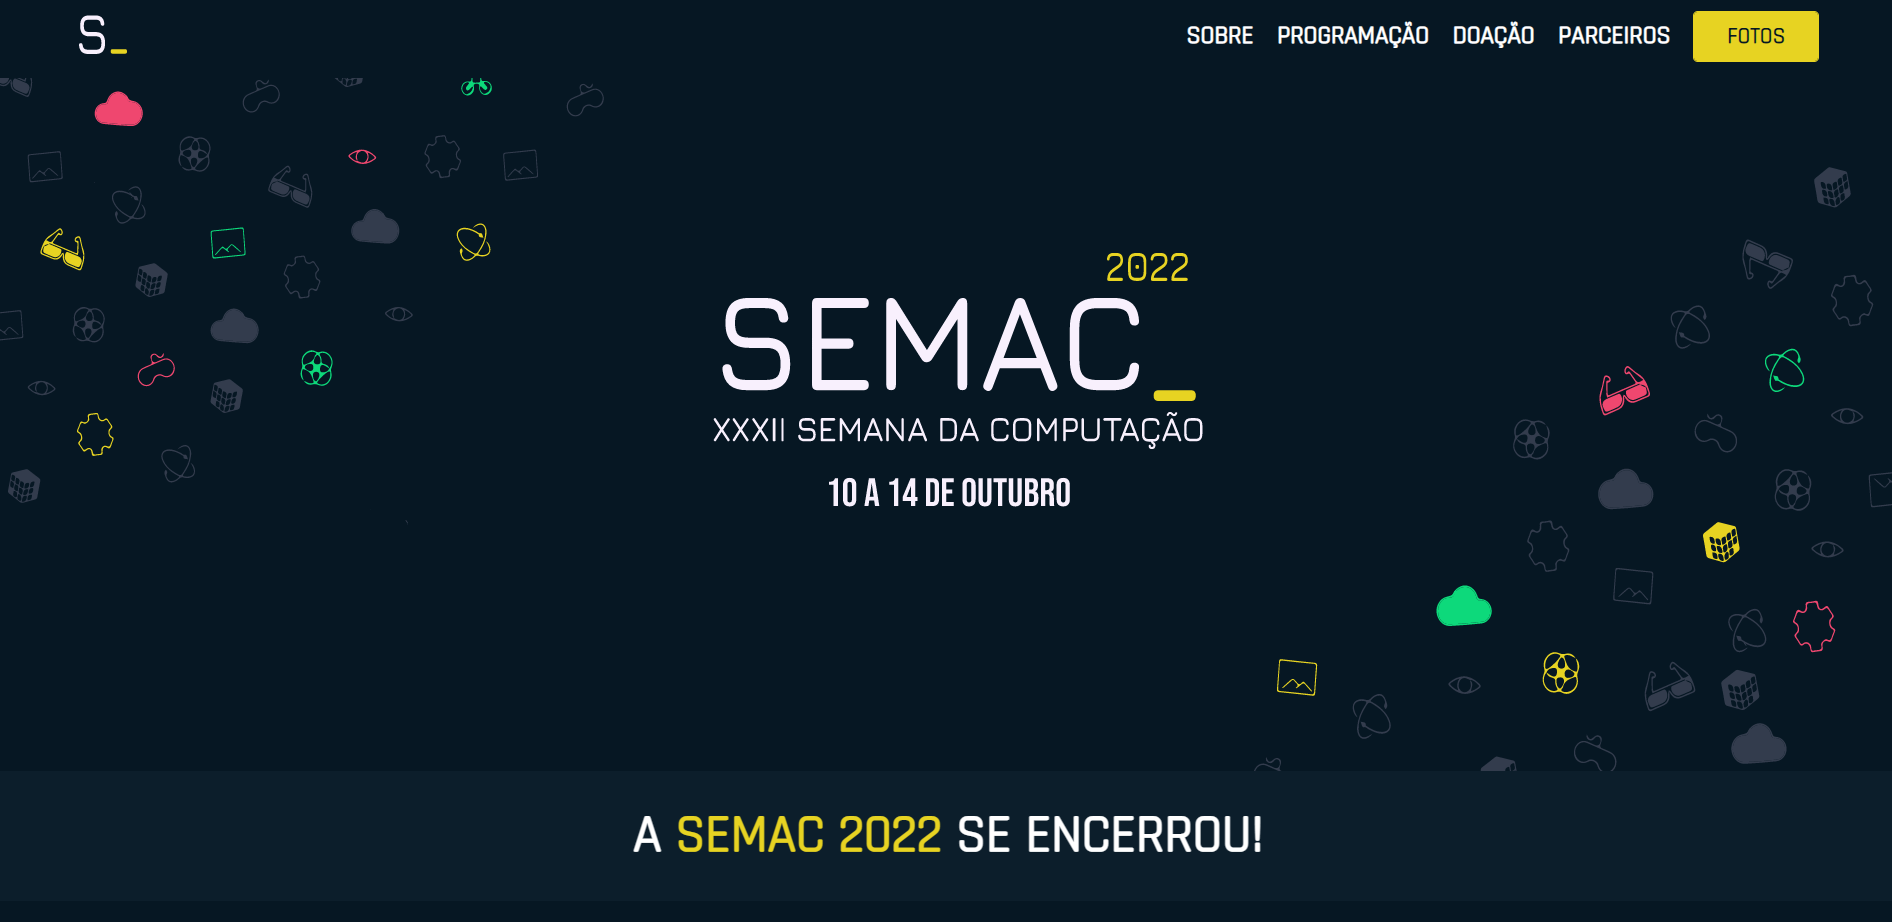 S_
SOBRE PROGRAMAÇÃO DOAÇÃO PARCEIROS FOTOS
2022
SEMAC_
XXXII SEMANA DA COMPUTAÇÃO
10 A 14 DE OUTUBRO
A SEMAC 2022 SE ENCERROU!